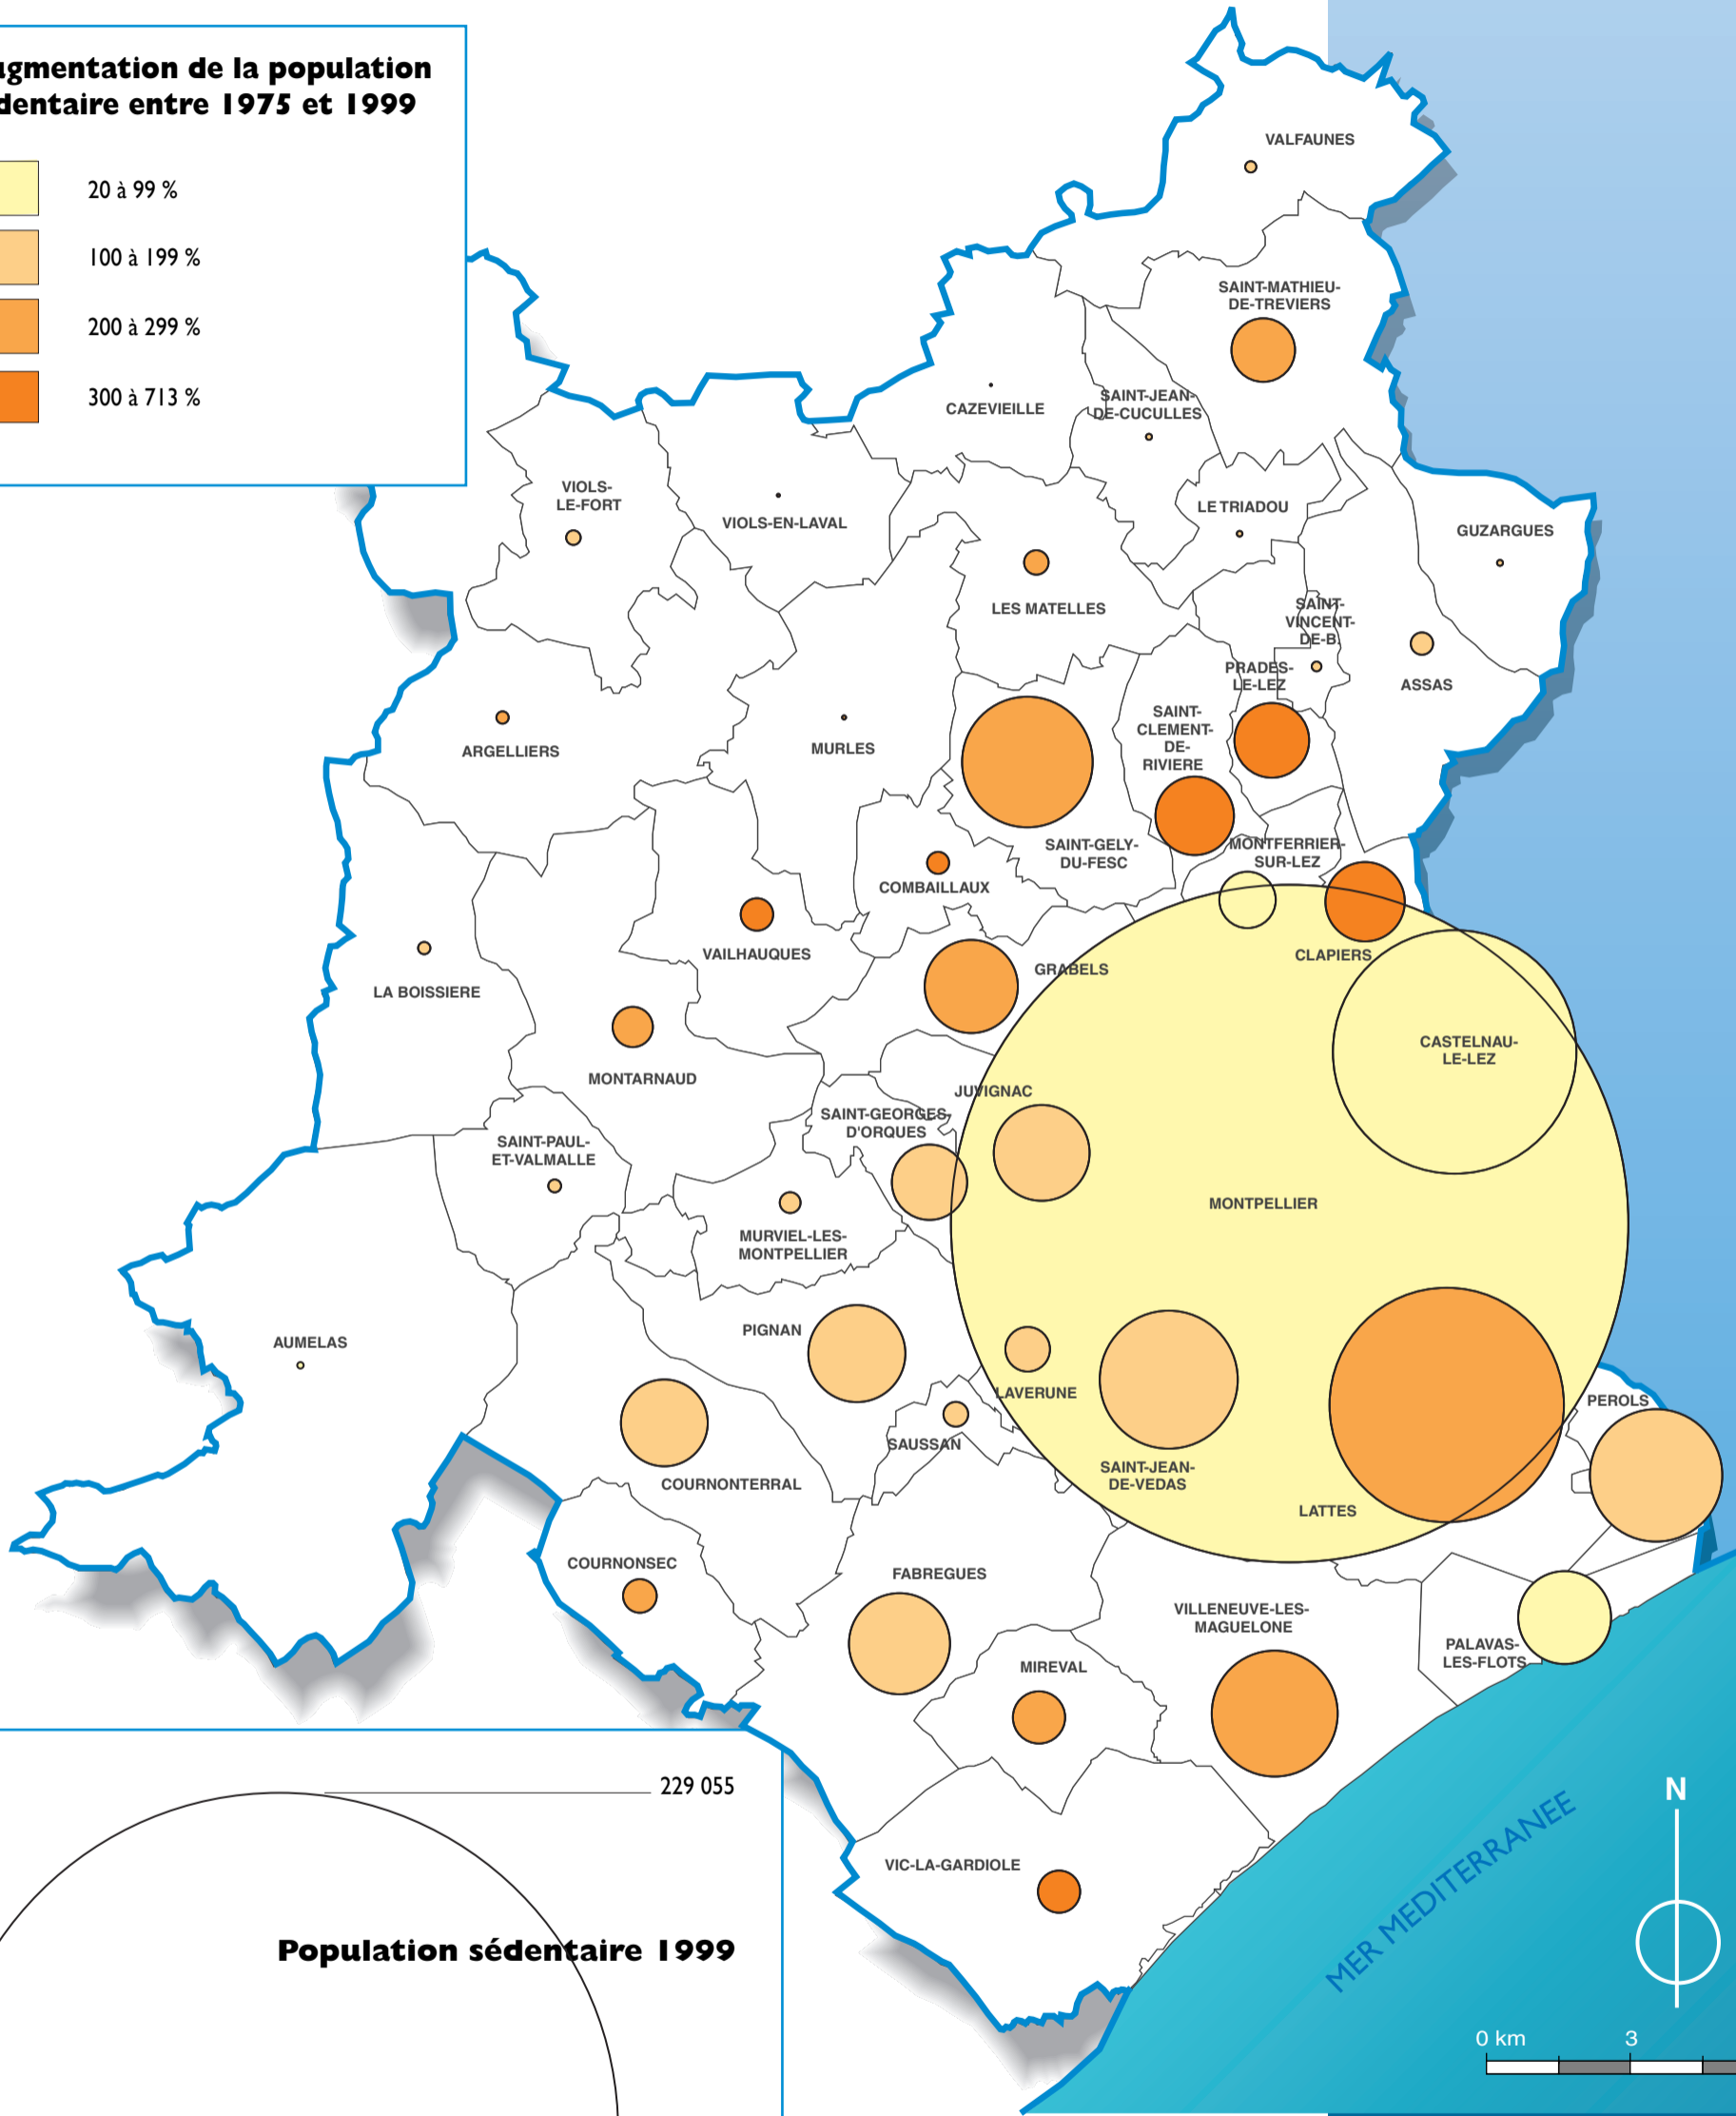 ugmentation de la population
dentaire entre 1975 et 1999
20 à 99 %
100 à 199 %
200 à 299 %
300 à 713 %
VALFAUNES
SAINT-MATHIEU-
DE-TREVIERS
CAZEVIEILLE
SAINT-JEAN-
DE-CUCULLES
VIOLS-
LE-FORT
VIOLS-EN-LAVAL
LE TRIADOU
GUZARGUES
LES MATELLES
SAINT-
VINCENT-
DE-B.
PRADES-
LE-LEZ
ASSAS
SAINT-
CLEMENT-
DE-
RIVIERE
ARGELLIERS
MURLES
SAINT-GELY-
DU-FESC
MONTFERRIER-
SUR-LEZ
COMBAILLAUX
VAILHAUQUES
CLAPIERS
GRABELS
LA BOISSIERE
CASTELNAU-
LE-LEZ
MONTARNAUD
JUVIGNAC
SAINT-GEORGES-
D'ORQUES
SAINT-PAUL-
ET-VALMALLE
MONTPELLIER
MURVIEL-LES-
MONTPELLIER
PIGNAN
AUMELAS
LAVERUNE
PEROLS
SAUSSAN
SAINT-JEAN-
DE-VEDAS
COURNONTERRAL
LATTES
COURNONSEC
FABREGUES
VILLENEUVE-LES-
MAGUELONE
PALAVAS-
LES-FLOTS
MIREVAL
229 055
N
MER MEDITERRANEE
VIC-LA-GARDIOLE
Population sédentaire 1999
0 km
3